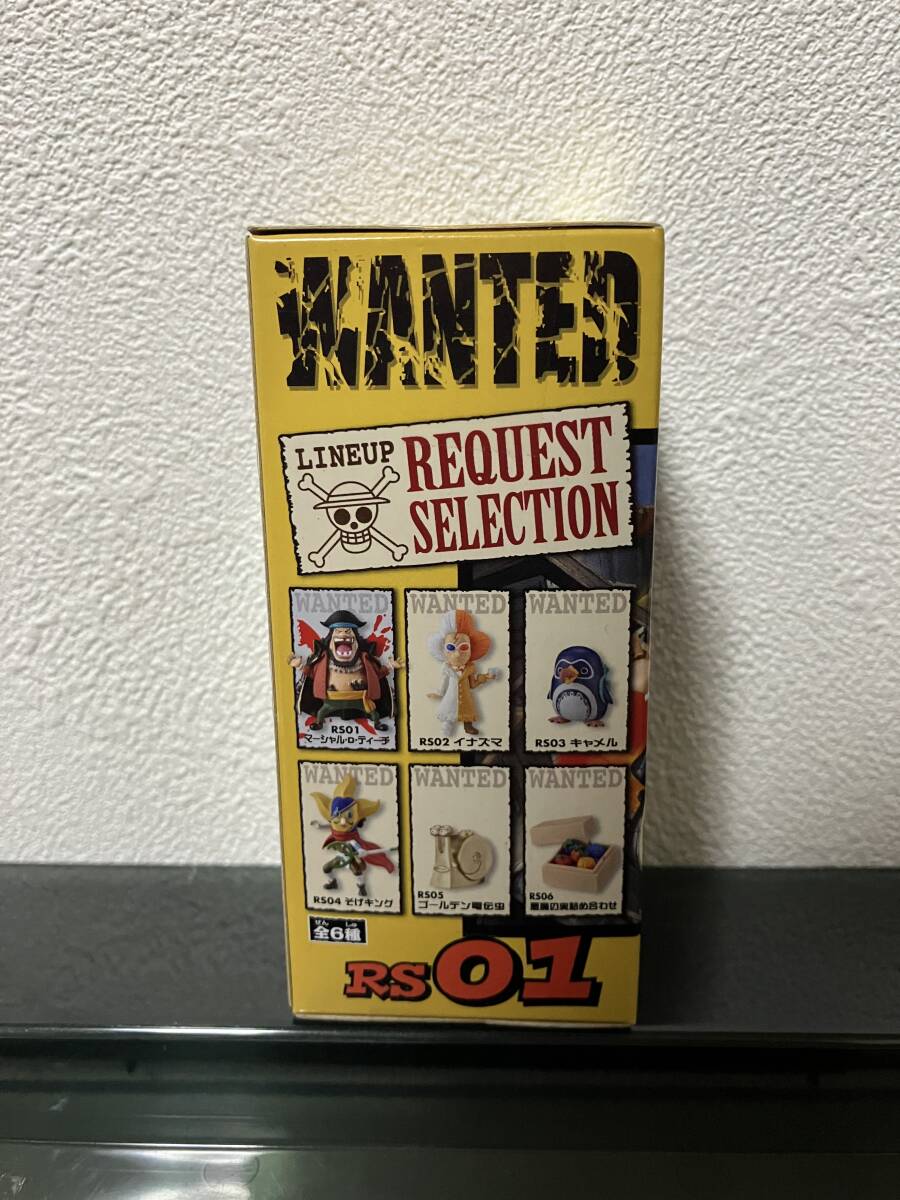 WANTED
LINEUP
REQUEST
SELECTION
WANTED
RS01
マーシャル・D・ティーチ
WANTED
RS02 イナズマ
WANTED
RS03 キャメル
WANTED
RS04 そげキング
WANTED
RS05
ゴールデン電伝虫
WANTED
RS06
悪魔の実詰め合わせ
ぜん しゅ
全6種
RS01